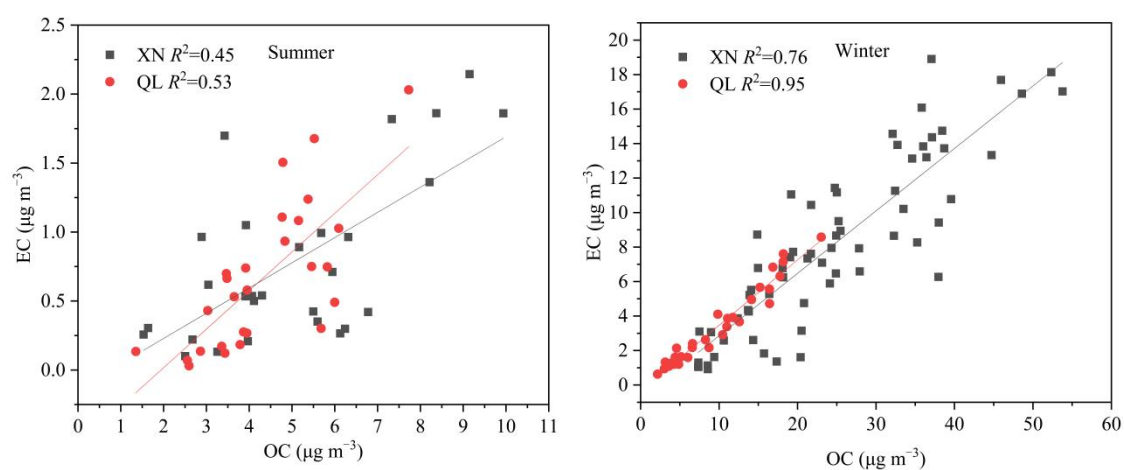 2.5
2.0
1.5
1.0
0.5
0.0
EC (μg m⁻³)
XN R²=0.45
QL R²=0.53
Summer
0 1 2 3 4 5 6 7 8 9 10 11
OC (μg m⁻³)
20
18
16
14
12
10
8
6
4
2
0
EC (μg m⁻³)
XN R²=0.76
QL R²=0.95
Winter
0 10 20 30 40 50 60
OC (μg m⁻³)